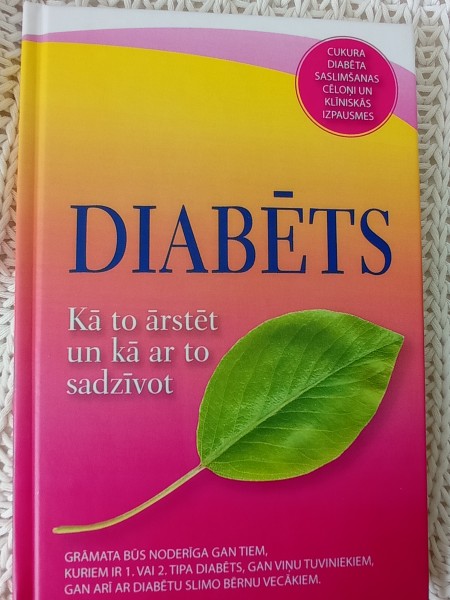 CUKURA
DIABĒTA
SASLIMŠANAS
CĒLOŅI UN
KLĪNISKĀS
IZPAUSMES
DIABĒTS
Kā to ārstēt
un kā ar to
sadzīvot
GRĀMATA BŪS NODERĪGA GAN TIEM,
KURIEM IR 1. VAI 2. TIPA DIABĒTS, GAN VIŅU TUVINIEKIEM,
GAN ARĪ AR DIABĒTU SLIMO BĒRNU VECĀKIEM.